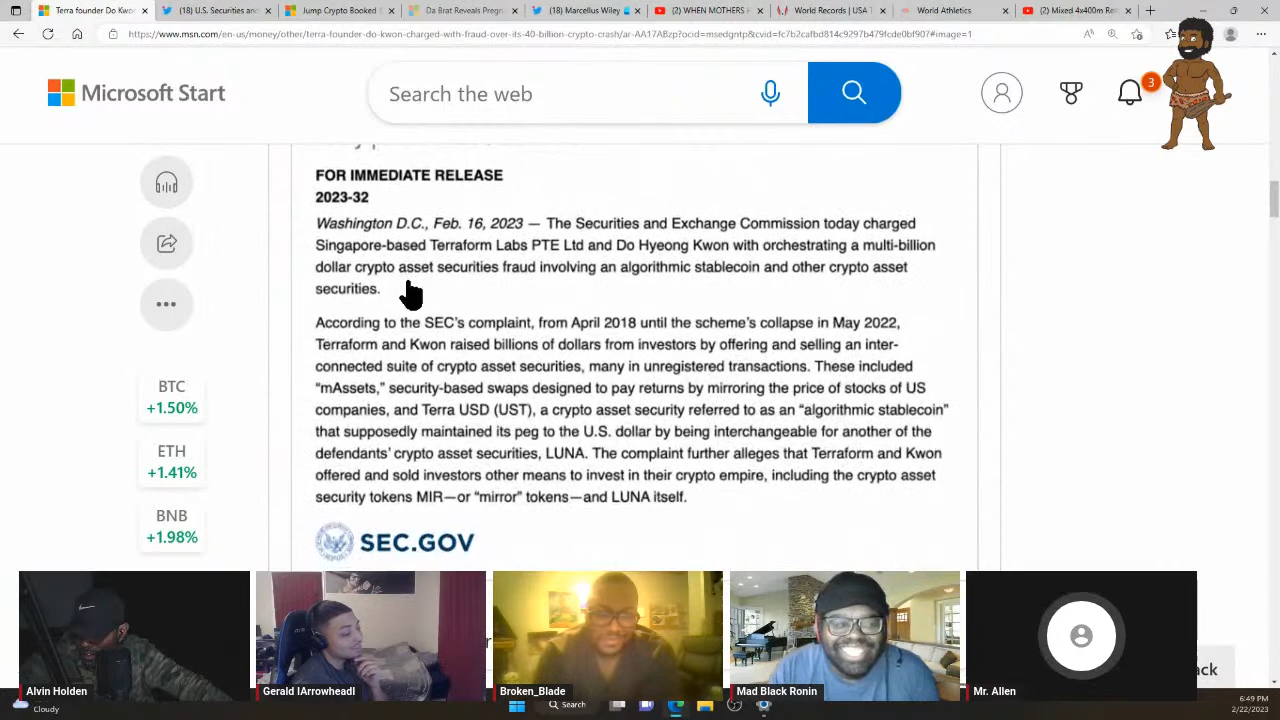 Terra founder Do Kwo
(18) U.S. Securities an
Jump Crypto Booked
Da Brat Reveals Pregn
(18) Marcellus Wiley
(2) WHEN MOTHERS
World Records | USA
World Athletics
(2) Mixed 4x400m Re
https://www.msn.com/en-us/money/other/terra-founder-do-kwon-charged-with-fraud-over-its-40-billion-crypto-crash/ar-AA17ABzp?ocid=msedgntp&cvid=fc7b2cafbd814c9297b479fcde0bf907#image=1
Microsoft Start
Search the web
3
FOR IMMEDIATE RELEASE
2023-32
Washington D.C., Feb. 16, 2023 — The Securities and Exchange Commission today charged
Singapore-based Terraform Labs PTE Ltd and Do Hyeong Kwon with orchestrating a multi-billion
dollar crypto asset securities fraud involving an algorithmic stablecoin and other crypto asset
securities.
According to the SEC's complaint, from April 2018 until the scheme's collapse in May 2022,
Terraform and Kwon raised billions of dollars from investors by offering and selling an inter-
connected suite of crypto asset securities, many in unregistered transactions. These included
“mAssets,” security-based swaps designed to pay returns by mirroring the price of stocks of US
companies, and Terra USD (UST), a crypto asset security referred to as an “algorithmic stablecoin”
that supposedly maintained its peg to the U.S. dollar by being interchangeable for another of the
defendants' crypto asset securities, LUNA. The complaint further alleges that Terraform and Kwon
offered and sold investors other means to invest in their crypto empire, including the crypto asset
security tokens MIR—or “mirror” tokens—and LUNA itself.
SEC.GOV
BTC
+1.50%
ETH
+1.41%
BNB
+1.98%
ack
Alvin Holden
Gerald lArrowheadl
Broken_Blade
Mad Black Ronin
Mr. Allen
Cloudy
Search
6:49 PM
2/22/2023